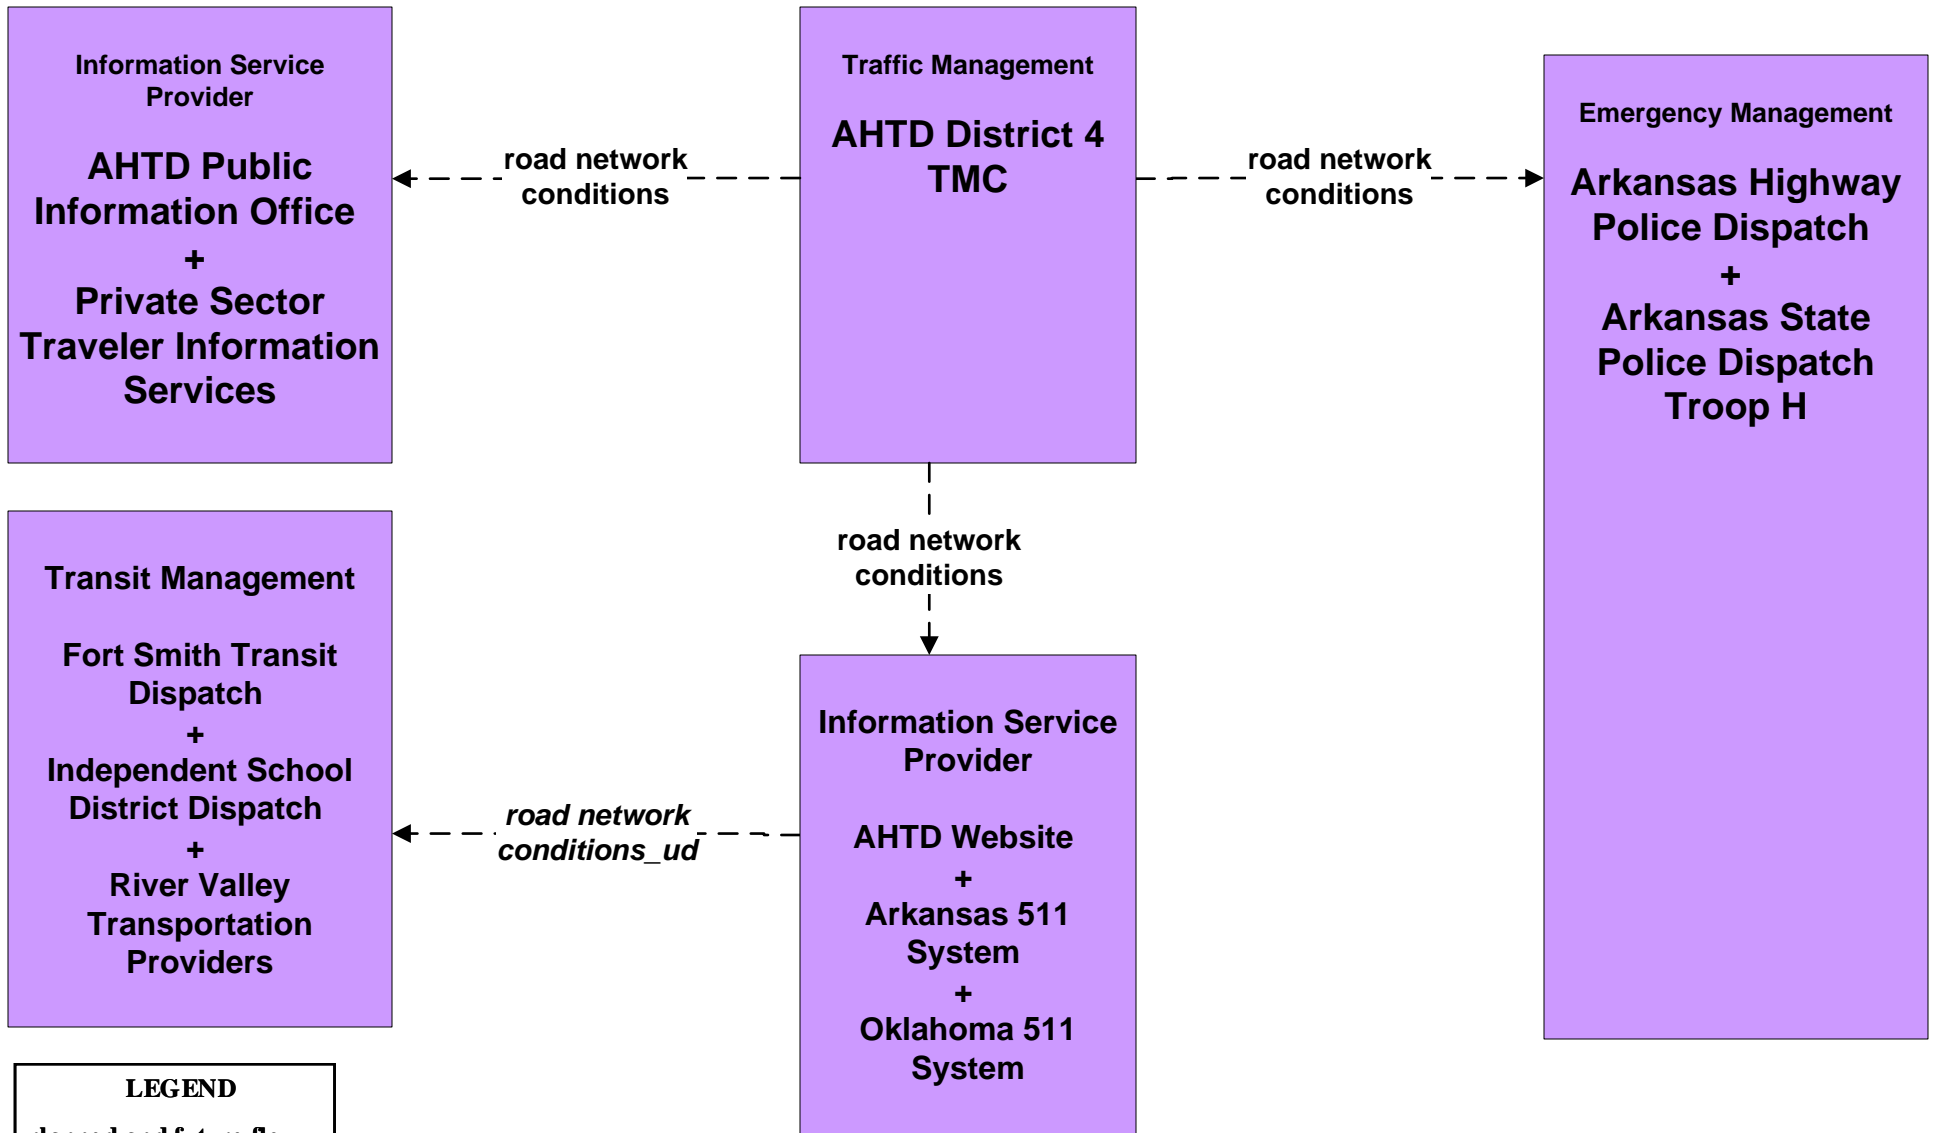 Information Service
Provider
AHTD Public
Information Office
+
Private Sector
Traveler Information
Services
road network
conditions
Traffic Management
AHTD District 4
TMC
road network
conditions
Emergency Management
Arkansas Highway
Police Dispatch
+
Arkansas State
Police Dispatch
Troop H
road network
conditions
Transit Management
Fort Smith Transit
Dispatch
+
Independent School
District Dispatch
+
River Valley
Transportation
Providers
road network
conditions_ud
Information Service
Provider
AHTD Website
+
Arkansas 511
System
+
Oklahoma 511
System
LEGEND
and future